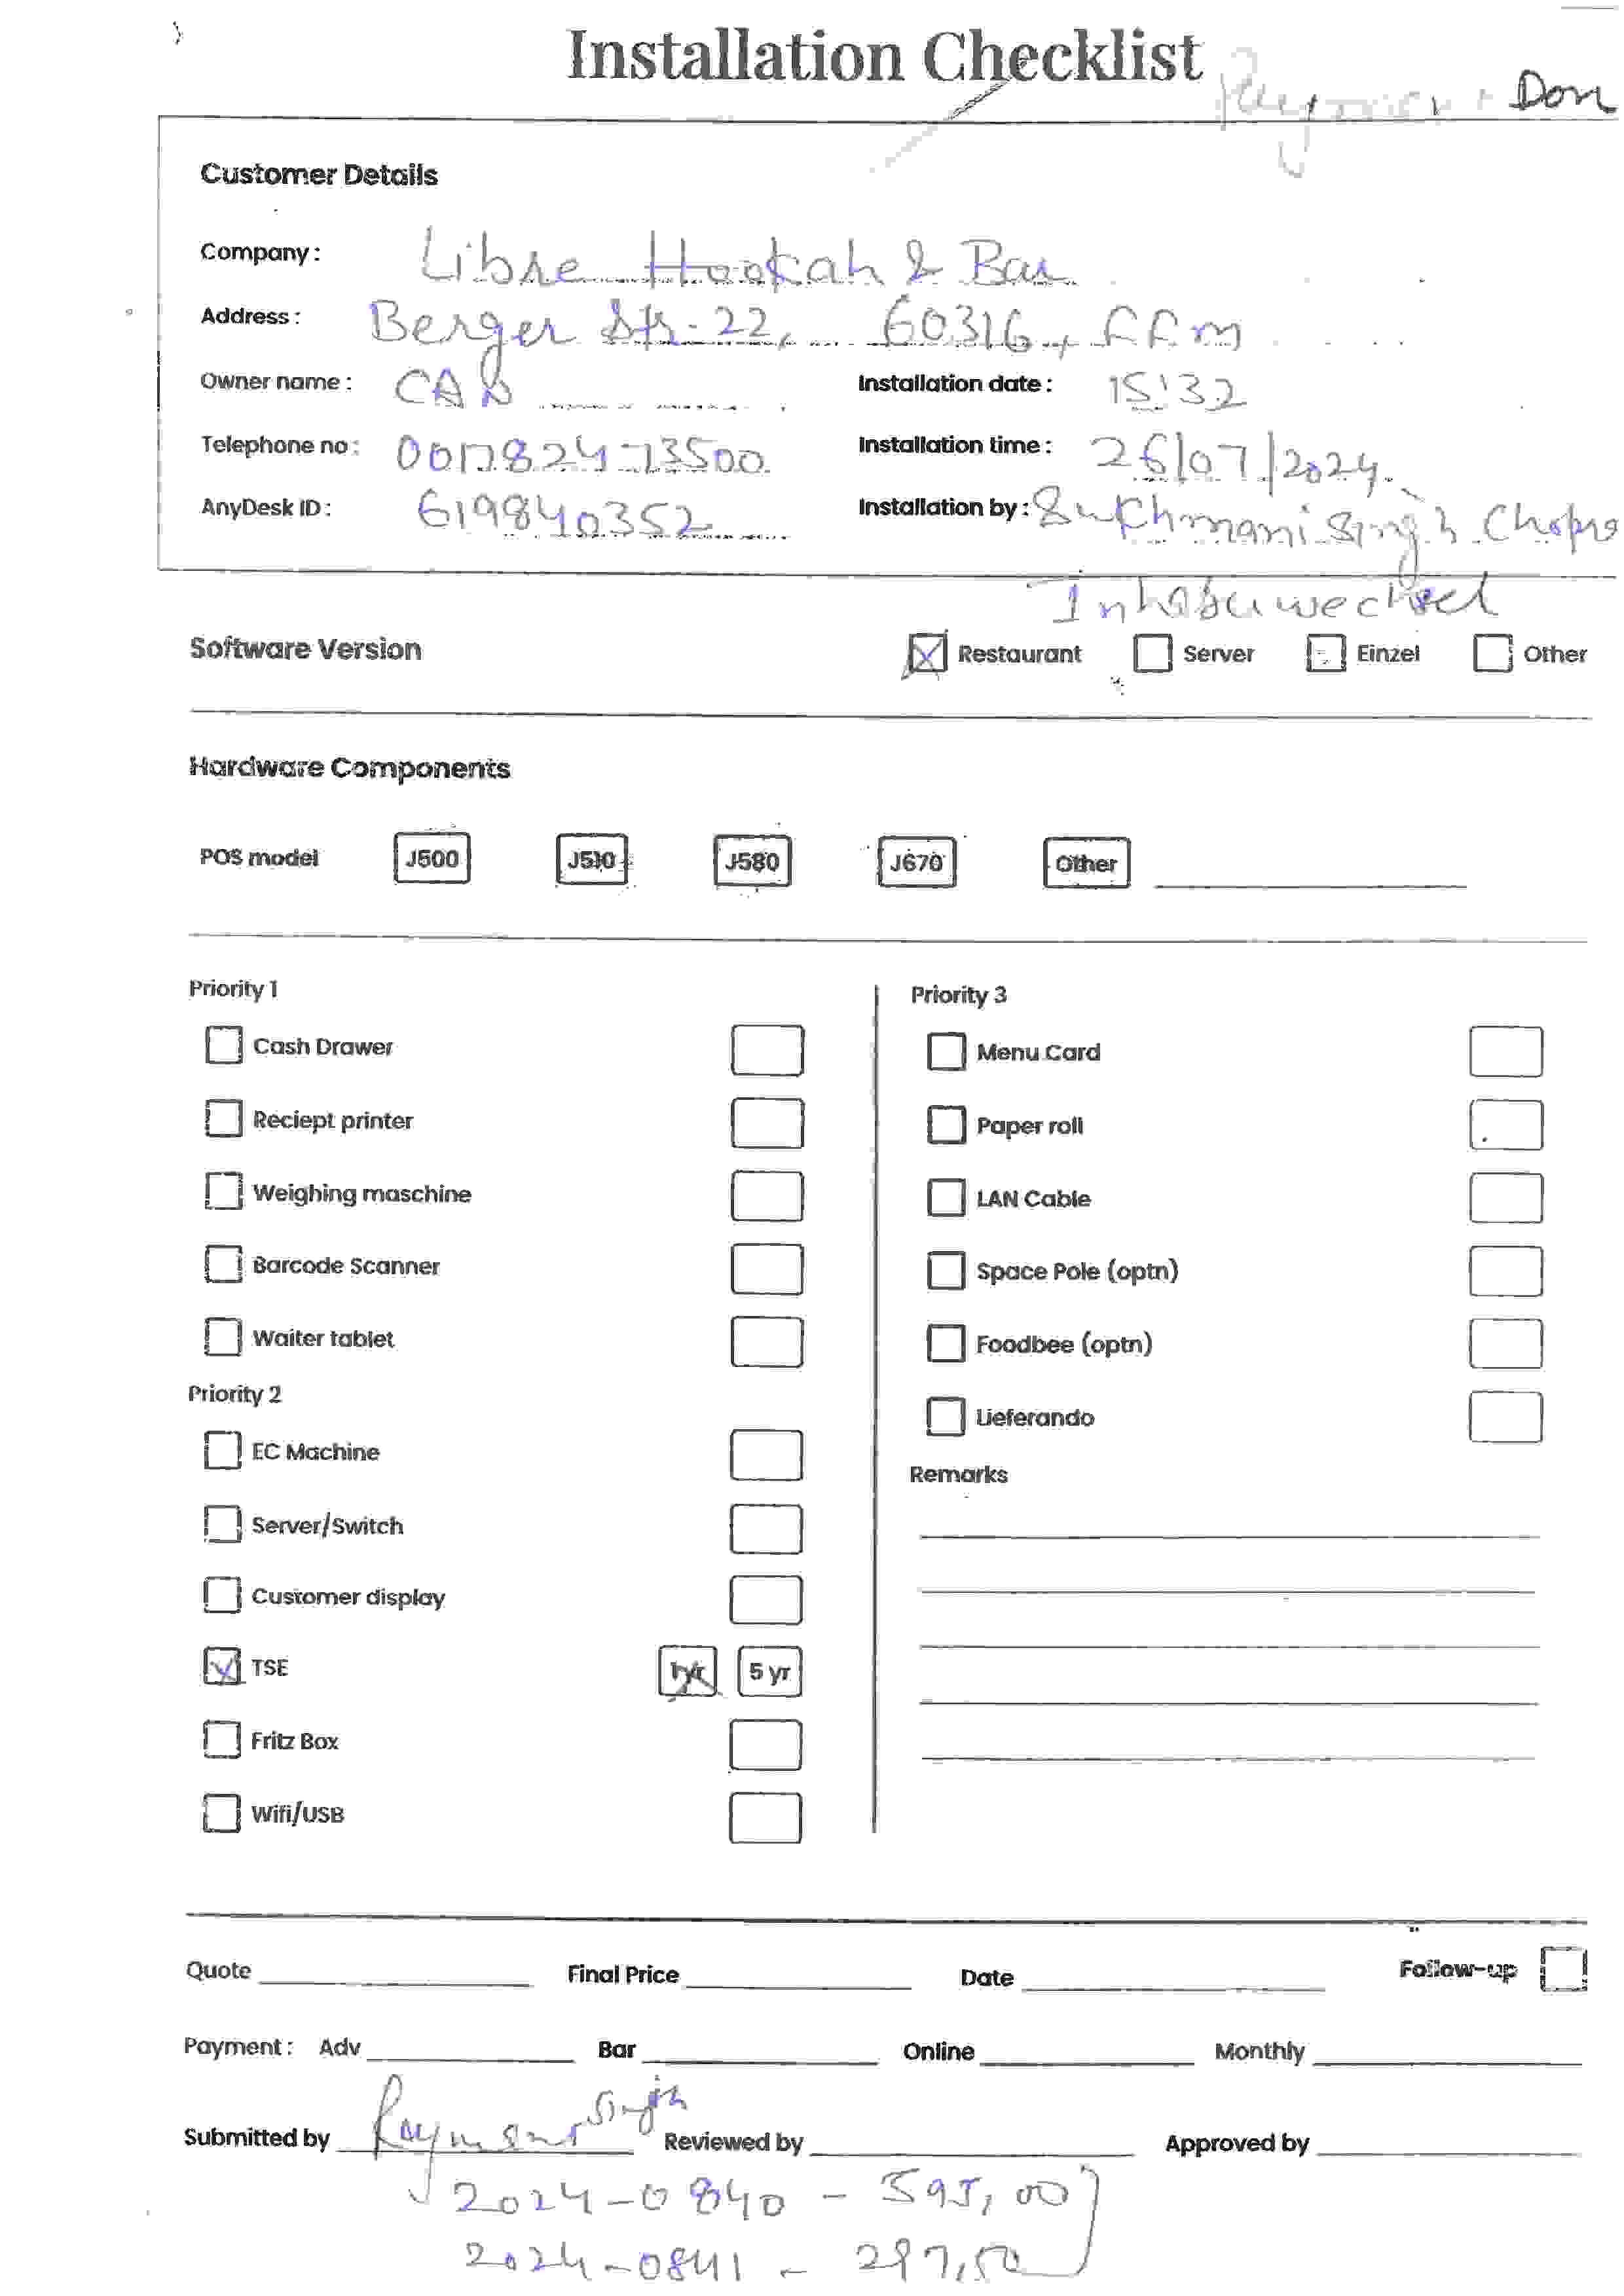 Installation Checklist
Payment Don
Customer Details
Company : Libre Hookah & Bar
Address : Berger Str. 22, 60316, FFM
Owner name : CAN Installation date : 15:32
Telephone no : Installation time : 26/07/2024
AnyDesk ID : 619840352 Installation by : Sukhmani Singh Chopra
Inhaberwechsel
Software Version Restaurant Server Einzel Other
Hardware Components
POS model J500 J510 J580 J670 Other
Priority 1 Priority 3
Cash Drawer Menu Card
Reciept printer Paper roll
Weighing maschine LAN Cable
Barcode Scanner Space Pole (optn)
Waiter tablet Foodbee (optn)
Priority 2
EC Machine Lieferando
Server/Switch Remarks
Customer display
TSE 1 yr 5 yr
Fritz Box
Wifi/USB
Quote Final Price Date Follow-up
Payment : Adv Bar Online Monthly
Submitted by Singh Reviewed by Approved by
2024-0840 - 595,00
2024-0841 - 297,50